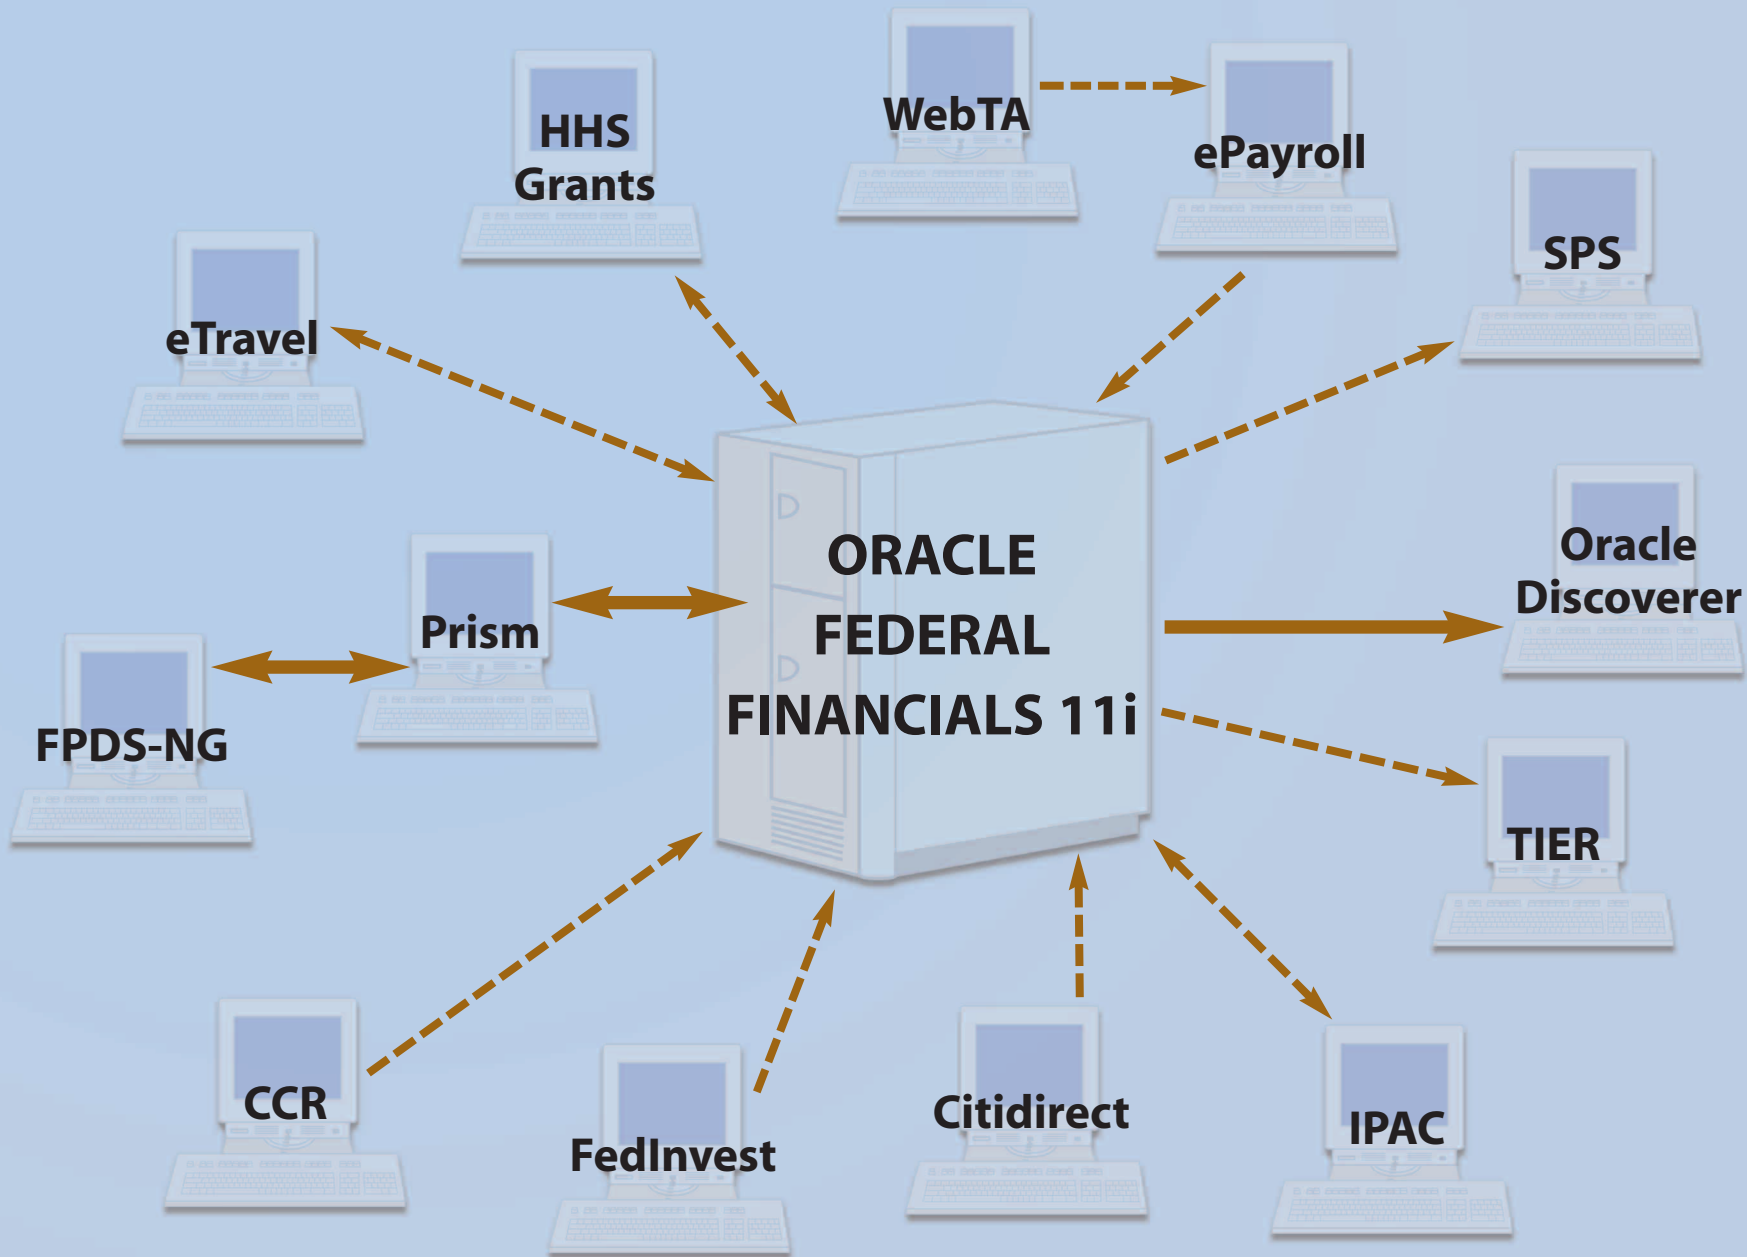 WebTA
HHS
Grants
ePayroll
SPS
eTravel
ORACLE
FEDERAL
FINANCIALS 11i
Oracle
Discoverer
Prism
FPDS-NG
TIER
CCR
Citidirect
IPAC
FedInvest